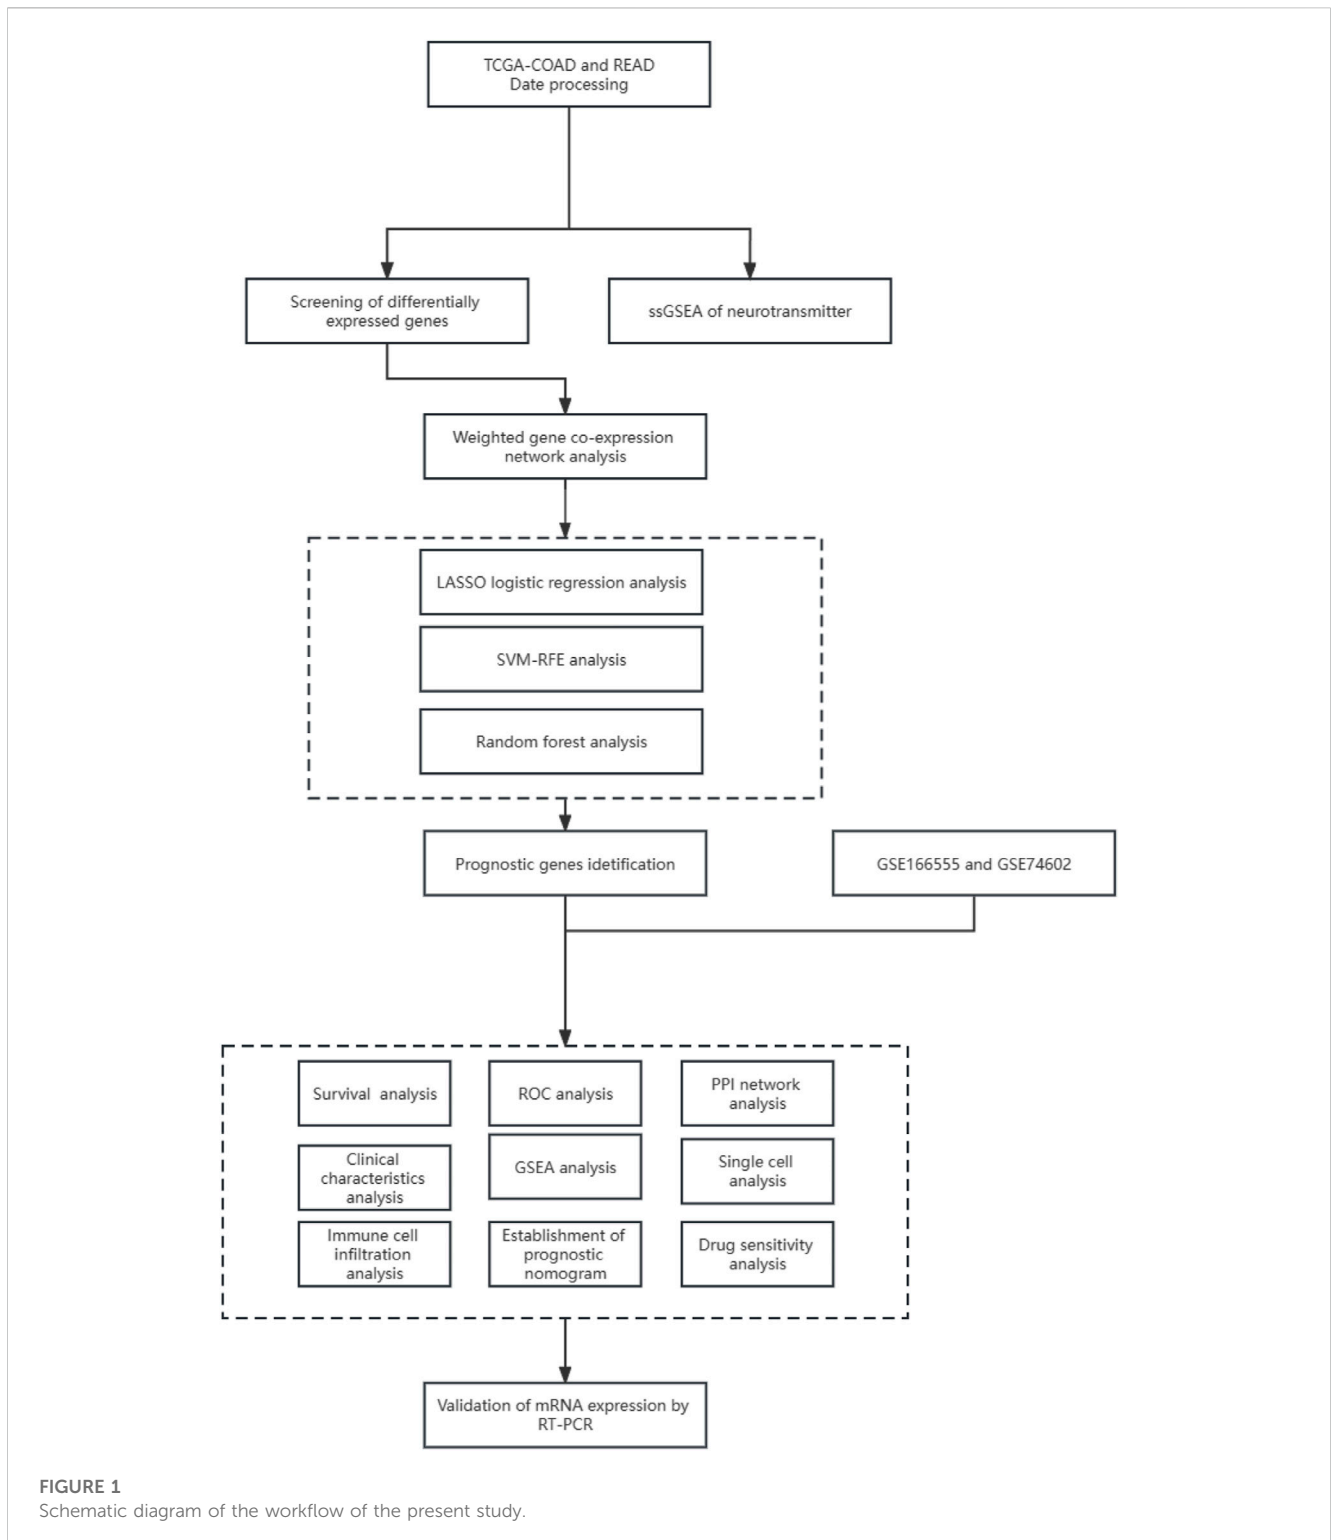 TCGA-COAD and READ
Date processing
Screening of differentially
expressed genes
ssGSEA of neurotransmitter
Weighted gene co-expression
network analysis
LASSO logistic regression analysis
SVM-RFE analysis
Random forest analysis
Prognostic genes idetification
GSE166555 and GSE74602
Survival analysis
ROC analysis
PPI network
analysis
Clinical
characteristics
analysis
GSEA analysis
Single cell
analysis
Immune cell
infiltration
analysis
Establishment of
prognostic
nomogram
Drug sensitivity
analysis
Validation of mRNA expression by
RT-PCR
FIGURE 1
Schematic diagram of the workflow of the present study.